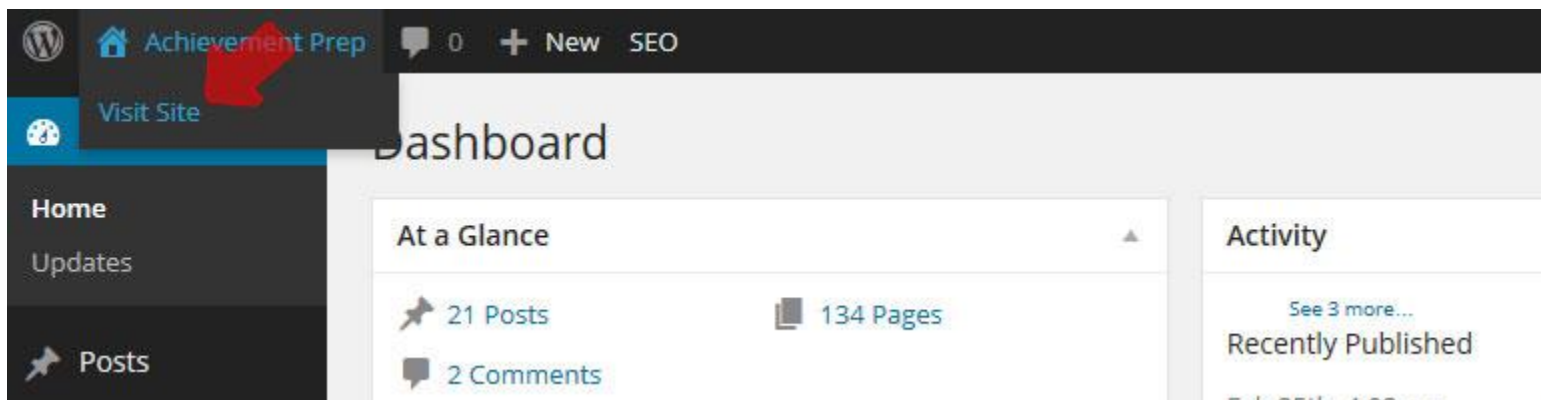 Achievement Prep 0 New SEO
Visit Site
Dashboard
Home
Updates
At a Glance
21 Posts 134 Pages
2 Comments
Activity
See 3 more...
Recently Published
Posts